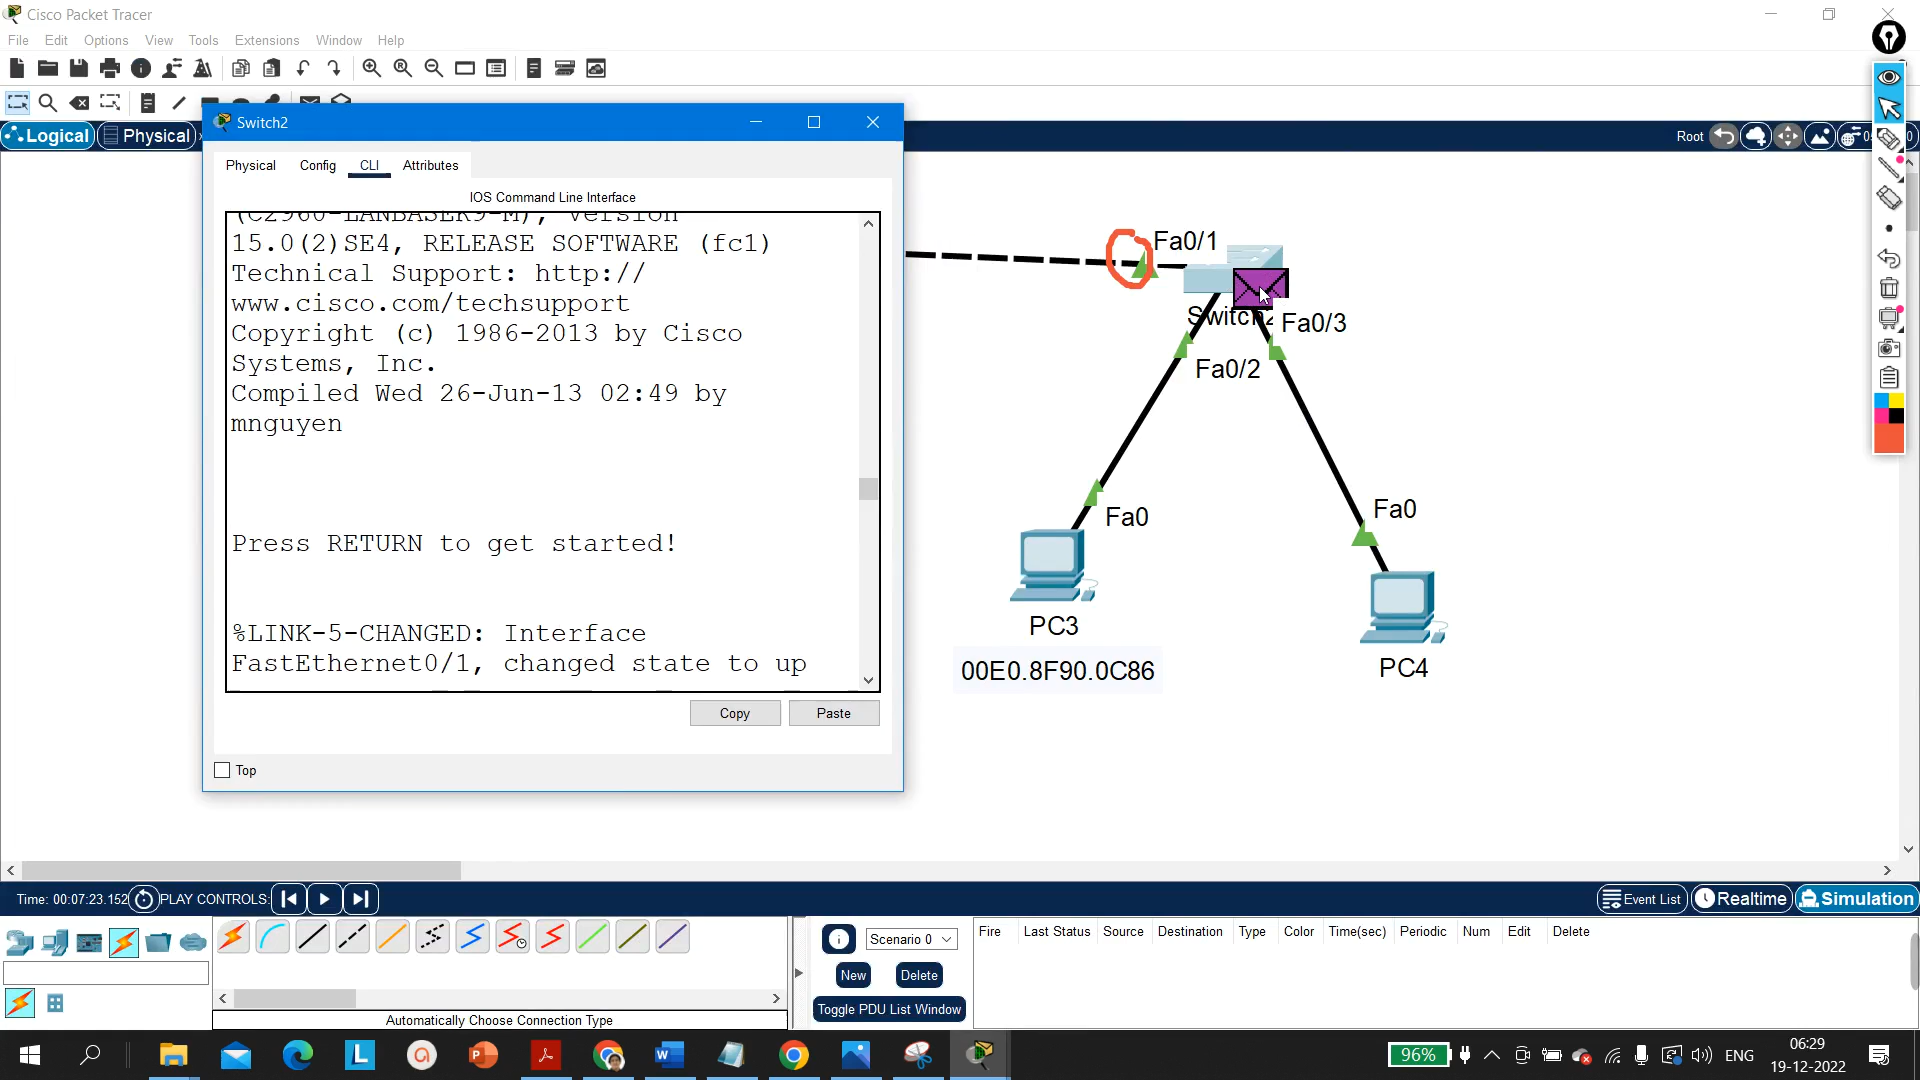 Cisco Packet Tracer
File Edit Options View Tools Extensions Window Help
Logical Physical Root
Switch2
Physical Config CLI Attributes
IOS Command Line Interface
(C2960-LANBASEK9-M), Version
15.0(2)SE4, RELEASE SOFTWARE (fc1)
Technical Support: http://
www.cisco.com/techsupport
Copyright (c) 1986-2013 by Cisco
Systems, Inc.
Compiled Wed 26-Jun-13 02:49 by
mnguyen
Press RETURN to get started!
%LINK-5-CHANGED: Interface
FastEthernet0/1, changed state to up
Copy Paste
Top
Fa0/1
Switch2
Fa0/3
Fa0/2
Fa0
Fa0
PC3
PC4
00E0.8F90.0C86
Time: 00:07:23.152 PLAY CONTROLS:
Event List Realtime Simulation
Scenario 0
New Delete
Toggle PDU List Window
Fire Last Status Source Destination Type Color Time(sec) Periodic Num Edit Delete
Automatically Choose Connection Type
96% ENG
06:29
19-12-2022